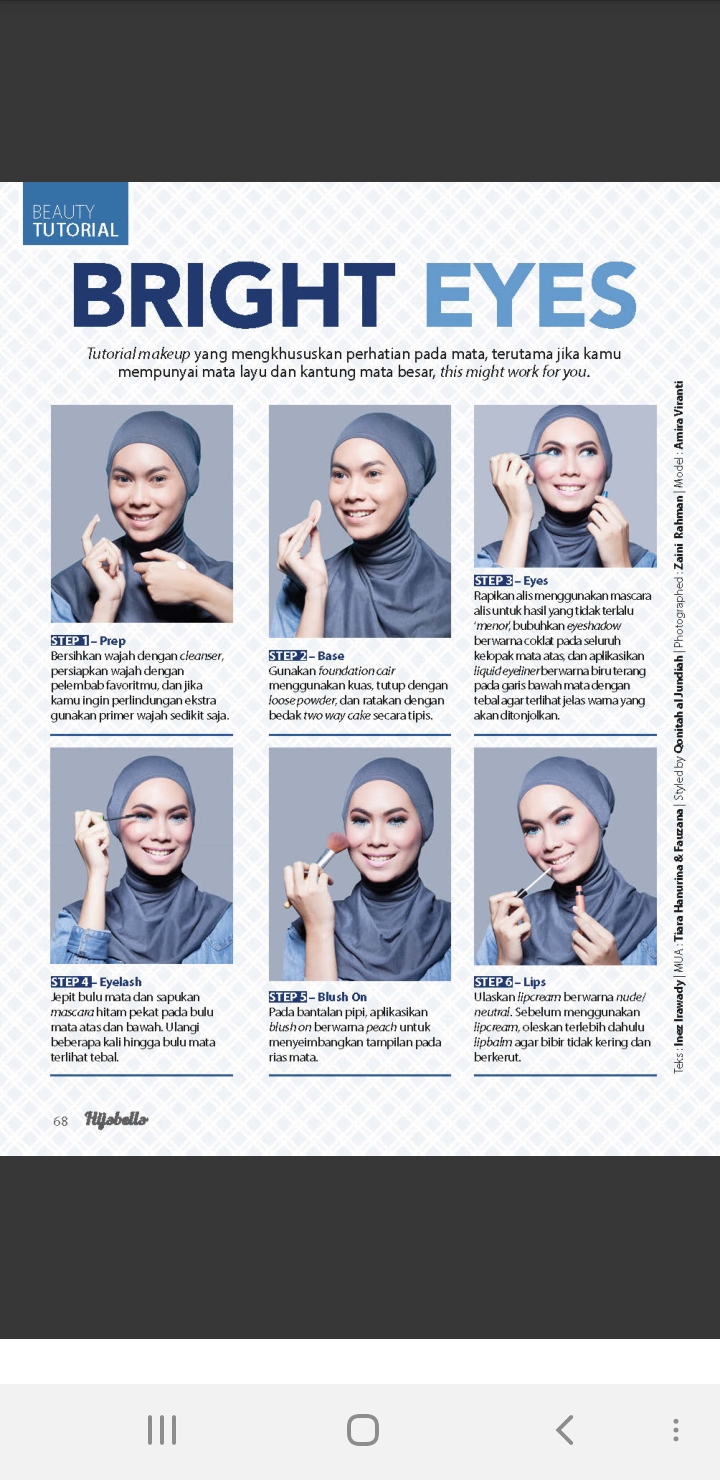 BEAUTY
TUTORIAL
BRIGHT EYES
Tutorial makeup yang mengkhususkan perhatian pada mata, terutama jika kamu
mempunyai mata layu dan kantung mata besar, this might work for you.
STEP 1 – Prep
Bersihkan wajah dengan cleanser,
persiapkan wajah dengan
pelembab favoritmu, dan jika
kamu ingin perlindungan ekstra
gunakan primer wajah sedikit saja.
STEP 2 – Base
Gunakan foundation cair
menggunakan kuas, tutup dengan
loose powder, dan ratakan dengan
bedak two way cake secara tipis.
STEP 3 – Eyes
Rapikan alis menggunakan mascara
alis untuk hasil yang tidak terlalu
'menor', bubuhkan eyeshadow
berwarna coklat pada seluruh
kelopak mata atas, dan aplikasikan
liquid eyeliner berwarna biru terang
pada garis bawah mata dengan
tebal agar terlihat jelas warna yang
akan ditonjolkan.
STEP 4 – Eyelash
Jepit bulu mata dan sapukan
mascara hitam pekat pada bulu
mata atas dan bawah. Ulangi
beberapa kali hingga bulu mata
terlihat tebal.
STEP 5 – Blush On
Pada bantalan pipi, aplikasikan
blush on berwarna peach untuk
menyeimbangkan tampilan pada
rias mata.
STEP 6 – Lips
Ulaskan lipcream berwarna nude/
neutral. Sebelum menggunakan
lipcream, oleskan terlebih dahulu
lipbalm agar bibir tidak kering dan
berkerut.
Teks : Inez Irawady | MUA : Tiara Hanurina & Fauzana | Styled by Qonitah al Jundiah | Photographed : Zaini Rahman | Model : Amira Viranti
68 Hijabella